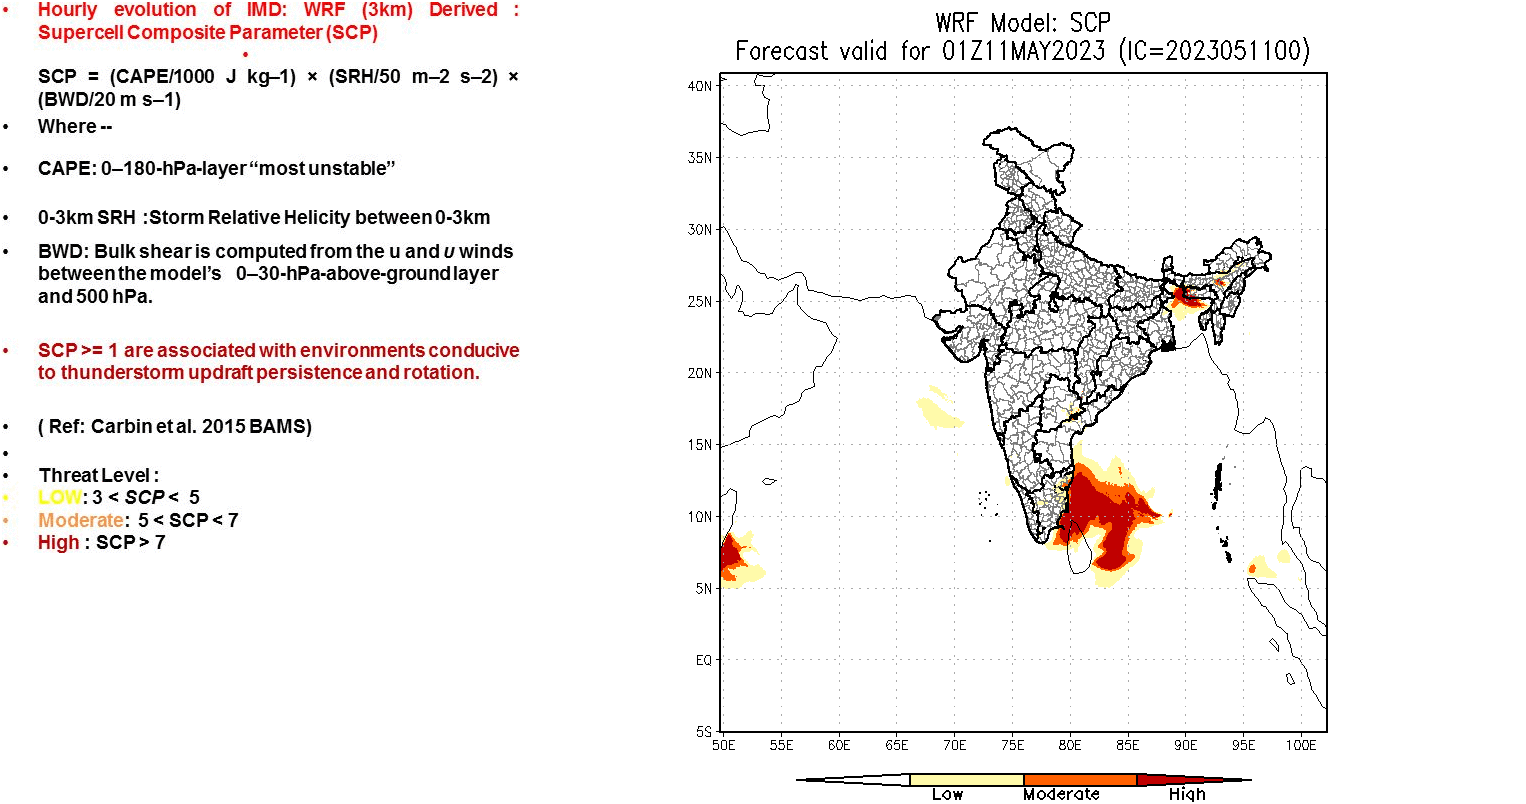 • Hourly evolution of IMD: WRF (3km) Derived :
Supercell Composite Parameter (SCP)
•
SCP = (CAPE/1000 J kg–1) × (SRH/50 m–2 s–2) ×
(BWD/20 m s–1)
• Where --
• CAPE: 0–180-hPa-layer “most unstable”
• 0-3km SRH :Storm Relative Helicity between 0-3km
• BWD: Bulk shear is computed from the u and υ winds
between the model’s 0–30-hPa-above-ground layer
and 500 hPa.
• SCP >= 1 are associated with environments conducive
to thunderstorm updraft persistence and rotation.
• ( Ref: Carbin et al. 2015 BAMS)
•
• Threat Level :
• LOW: 3 < SCP < 5
• Moderate: 5 < SCP < 7
• High : SCP > 7
WRF Model: SCP
Forecast valid for 01Z11MAY2023 (IC=2023051100)
40N
35N
30N
25N
20N
15N
10N
5N
EQ
5S
50E 55E 60E 65E 70E 75E 80E 85E 90E 95E 100E
Low Moderate High